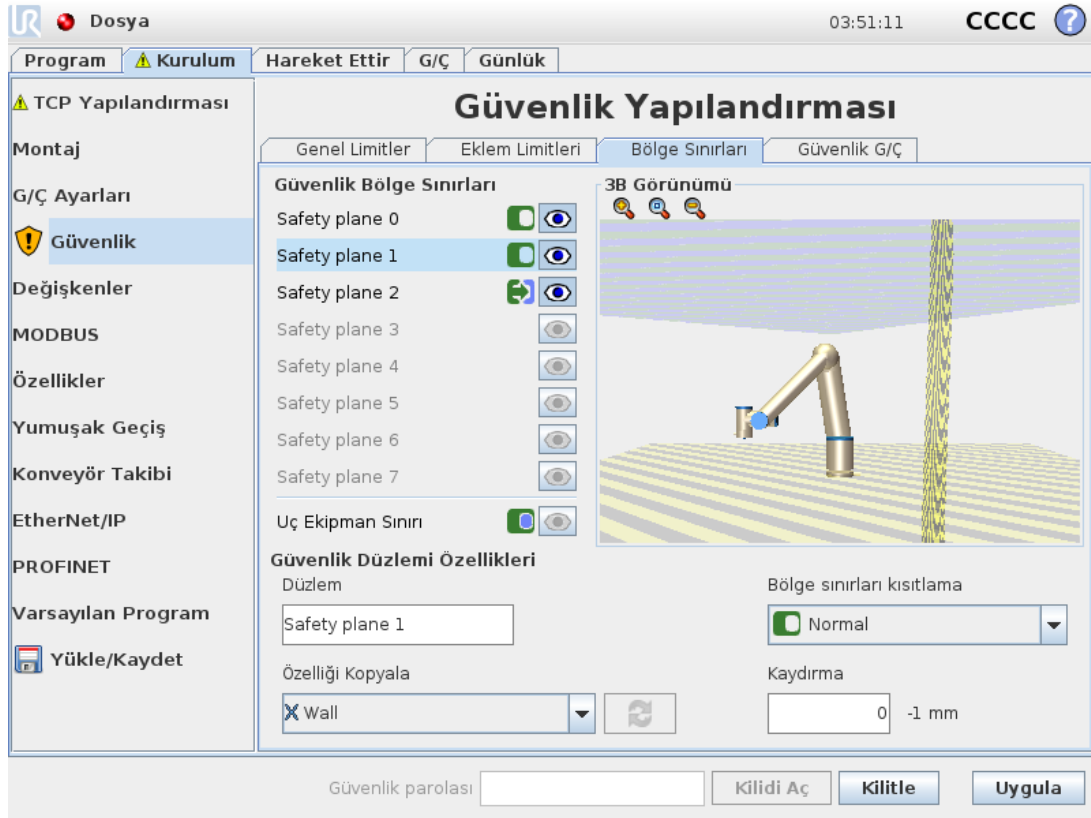 UR Dosya 03:51:11 CCCC ?
Program Kurulum Hareket Ettir G/Ç Günlük
TCP Yapılandırması
Montaj
G/Ç Ayarları
Güvenlik
Değişkenler
MODBUS
Özellikler
Yumuşak Geçiş
Konveyör Takibi
EtherNet/IP
PROFINET
Varsayılan Program
Yükle/Kaydet
Güvenlik Yapılandırması
Genel Limitler Eklem Limitleri Bölge Sınırları Güvenlik G/Ç
Güvenlik Bölge Sınırları
Safety plane 0
Safety plane 1
Safety plane 2
Safety plane 3
Safety plane 4
Safety plane 5
Safety plane 6
Safety plane 7
Uç Ekipman Sınırı
3B Görünümü
Güvenlik Düzlemi Özellikleri
Düzlem
Safety plane 1
Bölge sınırları kısıtlama
Normal
Özelliği Kopyala
Wall
Kaydırma
0 -1 mm
Güvenlik parolası Kilidi Aç Kilitle Uygula